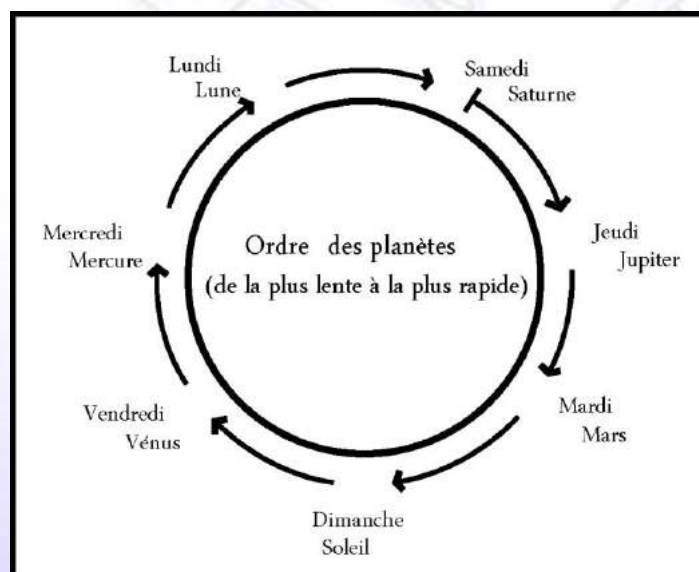 Lundi
Lune
Samedi
Saturne
Mercredi
Mercure
Ordre des planètes
(de la plus lente à la plus rapide)
Jeudi
Jupiter
Vendredi
Vénus
Mardi
Mars
Dimanche
Soleil